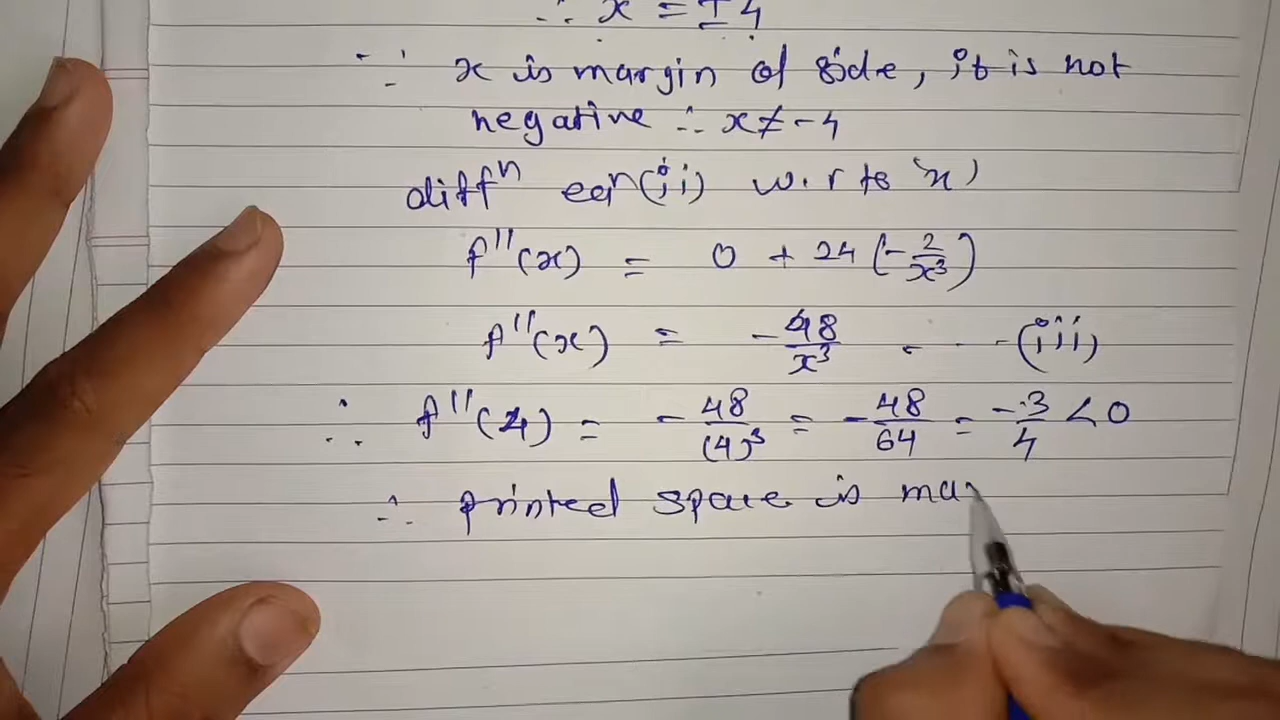 ∴ x = ± 4
∵ x is margin of side, it is not
negative ∴ x ≠ -4
diffⁿ eqⁿ (ii) w.r to 'x'
f''(x) = 0 + 24 (-2/x³)
f''(x) = -48/x³ - - - (iii)
∴ f''(4) = -48/(4)³ = -48/64 = -3/4 < 0
∴ printed space is max